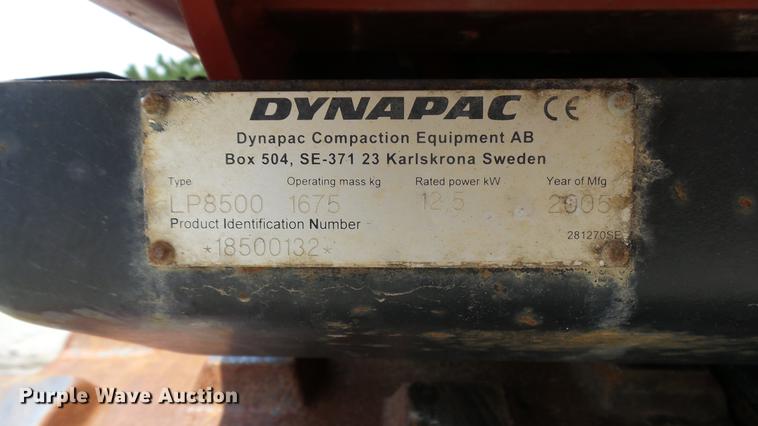 DYNAPAC CE
Dynapac Compaction Equipment AB
Box 504, SE-371 23 Karlskrona Sweden
Type Operating mass kg Rated power kW Year of Mfg
LP8500 1675 12.5 2005
Product Identification Number
*18500132*
281270SE
Purple Wave Auction